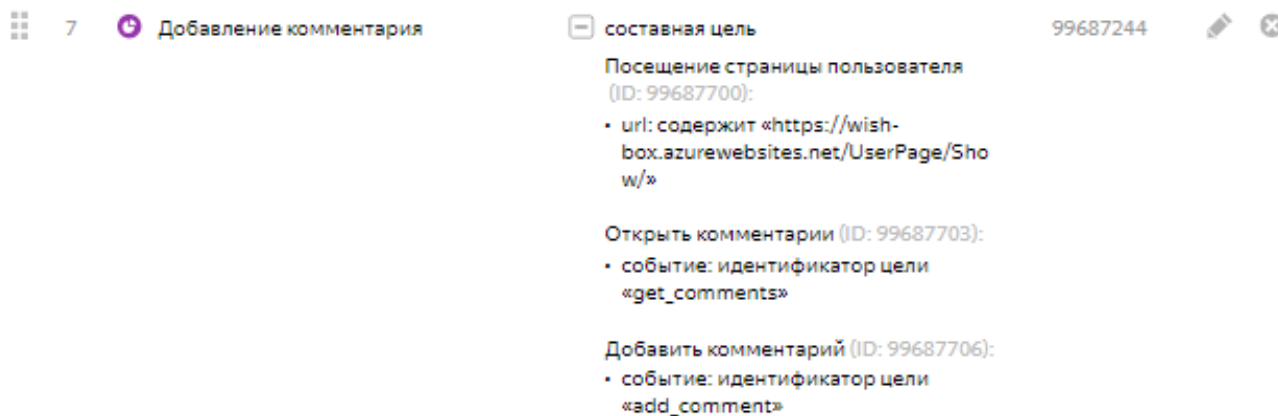 7 Добавление комментария составная цель 99687244
Посещение страницы пользователя
(ID: 99687700):
• url: содержит «https://wish-
box.azurewebsites.net/UserPage/Sho
w/»
Открыть комментарии (ID: 99687703):
• событие: идентификатор цели
«get_comments»
Добавить комментарий (ID: 99687706):
• событие: идентификатор цели
«add_comment»